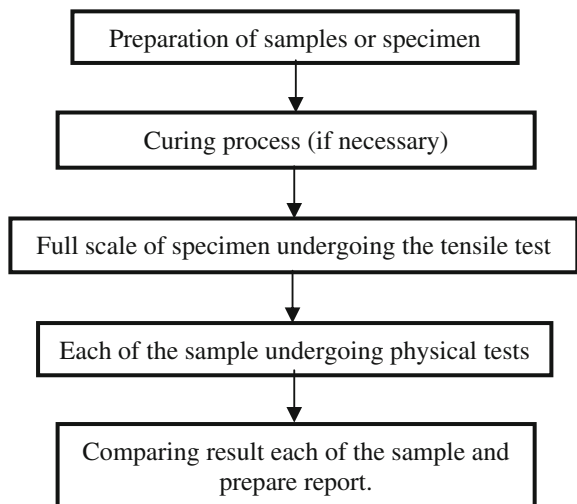 Preparation of samples or specimen
Curing process (if necessary)
Full scale of specimen undergoing the tensile test
Each of the sample undergoing physical tests
Comparing result each of the sample and
prepare report.